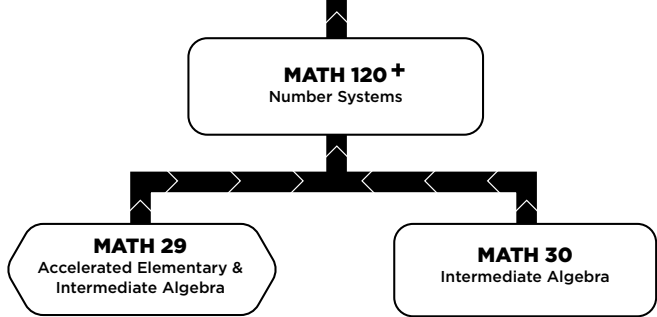 MATH 120+
Number Systems
MATH 29
Accelerated Elementary &
Intermediate Algebra
MATH 30
Intermediate Algebra